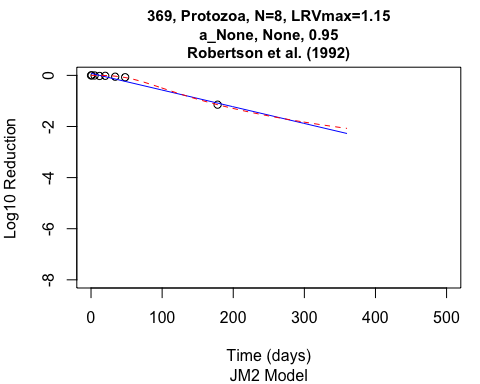 369, Protozoa, N=8, LRVmax=1.15
a_None, None, 0.95
Robertson et al. (1992)
Log10 Reduction
0
-2
-4
-6
-8
0 100 200 300 400 500
Time (days)
JM2 Model